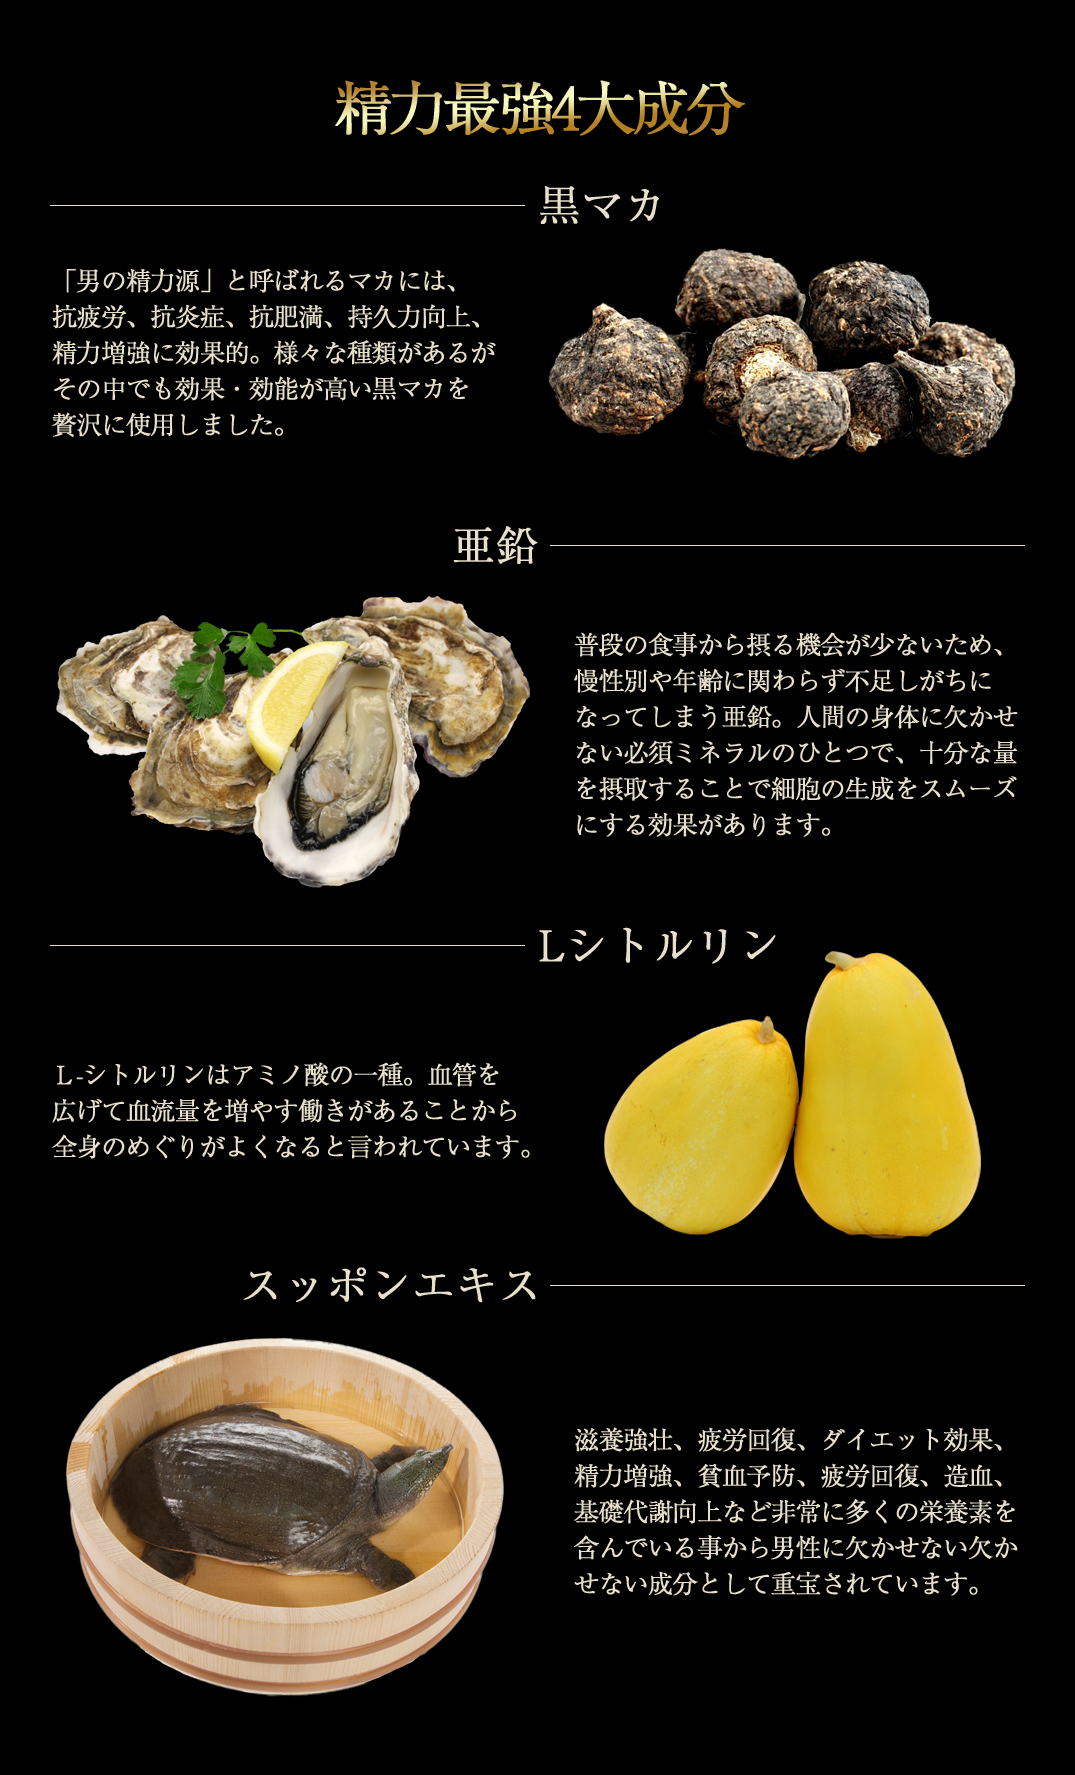 精力最強4大成分
黒マカ
「男の精力源」と呼ばれるマカには、
抗疲労、抗炎症、抗肥満、持久力向上、
精力増強に効果的。様々な種類があるが
その中でも効果・効能が高い黒マカを
贅沢に使用しました。
亜鉛
普段の食事から摂る機会が少ないため、
慢性別や年齢に関わらず不足しがちに
なってしまう亜鉛。人間の身体に欠かせ
ない必須ミネラルのひとつで、十分な量
を摂取することで細胞の生成をスムーズ
にする効果があります。
Lシトルリン
Ｌ-シトルリンはアミノ酸の一種。血管を
広げて血流量を増やす働きがあることから
全身のめぐりがよくなると言われています。
スッポンエキス
滋養強壮、疲労回復、ダイエット効果、
精力増強、貧血予防、疲労回復、造血、
基礎代謝向上など非常に多くの栄養素を
含んでいる事から男性に欠かせない欠か
せない成分として重宝されています。